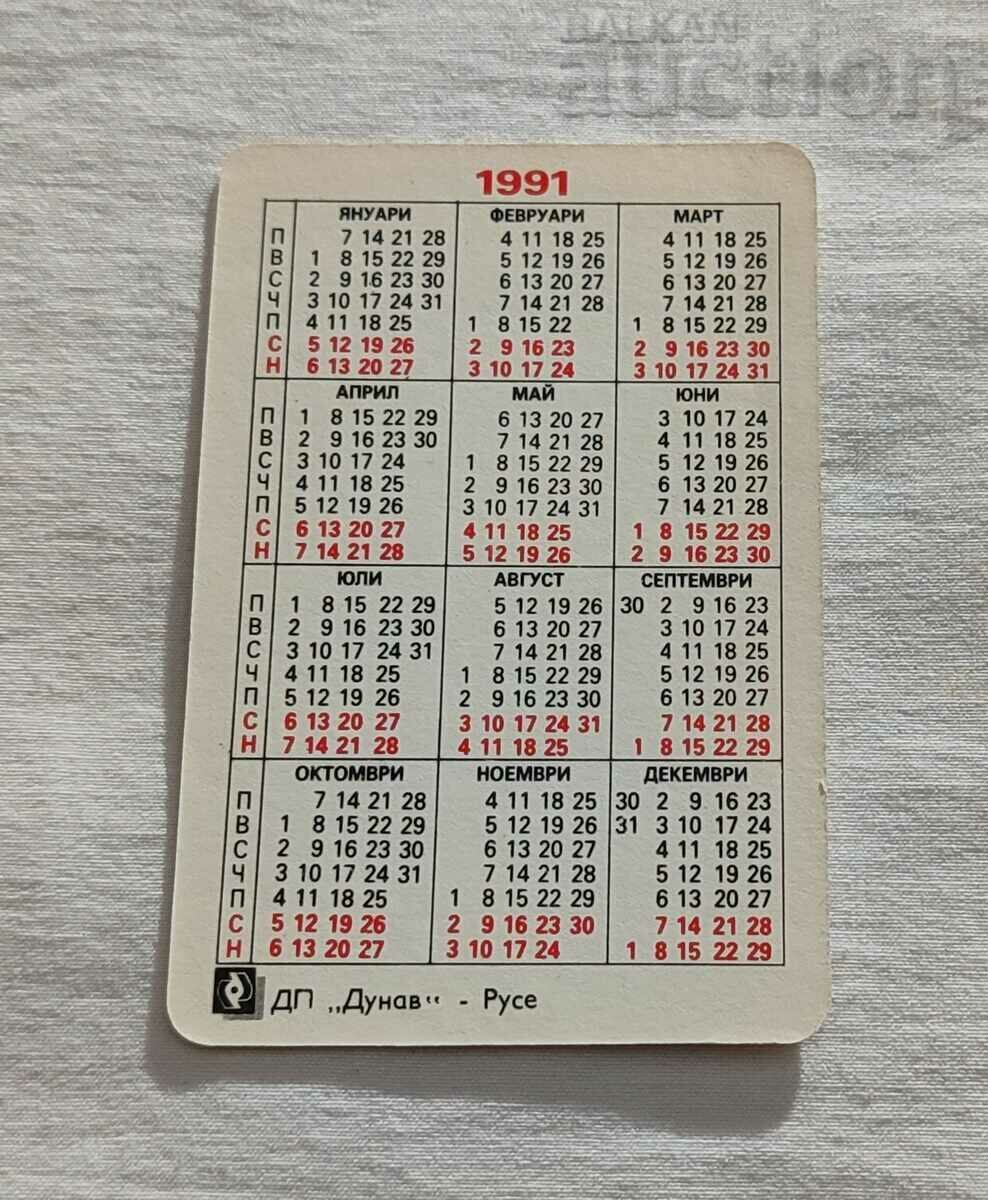 BALKAN
auction
1991
ЯНУАРИ ФЕВРУАРИ МАРТ
П 7 14 21 28 4 11 18 25 4 11 18 25
В 1 8 15 22 29 5 12 19 26 5 12 19 26
С 2 9 16 23 30 6 13 20 27 6 13 20 27
Ч 3 10 17 24 31 7 14 21 28 7 14 21 28
П 4 11 18 25 1 8 15 22 1 8 15 22 29
С 5 12 19 26 2 9 16 23 2 9 16 23 30
Н 6 13 20 27 3 10 17 24 3 10 17 24 31
АПРИЛ МАЙ ЮНИ
П 1 8 15 22 29 6 13 20 27 3 10 17 24
В 2 9 16 23 30 7 14 21 28 4 11 18 25
С 3 10 17 24 1 8 15 22 29 5 12 19 26
Ч 4 11 18 25 2 9 16 23 30 6 13 20 27
П 5 12 19 26 3 10 17 24 31 7 14 21 28
С 6 13 20 27 4 11 18 25 1 8 15 22 29
Н 7 14 21 28 5 12 19 26 2 9 16 23 30
ЮЛИ АВГУСТ СЕПТЕМВРИ
П 1 8 15 22 29 5 12 19 26 30 2 9 16 23
В 2 9 16 23 30 6 13 20 27 3 10 17 24
С 3 10 17 24 31 7 14 21 28 4 11 18 25
Ч 4 11 18 25 1 8 15 22 29 5 12 19 26
П 5 12 19 26 2 9 16 23 30 6 13 20 27
С 6 13 20 27 3 10 17 24 31 7 14 21 28
Н 7 14 21 28 4 11 18 25 1 8 15 22 29
ОКТОМВРИ НОЕМВРИ ДЕКЕМВРИ
П 7 14 21 28 4 11 18 25 30 2 9 16 23
В 1 8 15 22 29 5 12 19 26 31 3 10 17 24
С 2 9 16 23 30 6 13 20 27 4 11 18 25
Ч 3 10 17 24 31 7 14 21 28 5 12 19 26
П 4 11 18 25 1 8 15 22 29 6 13 20 27
С 5 12 19 26 2 9 16 23 30 7 14 21 28
Н 6 13 20 27 3 10 17 24 1 8 15 22 29
ДП „Дунав“ - Русе